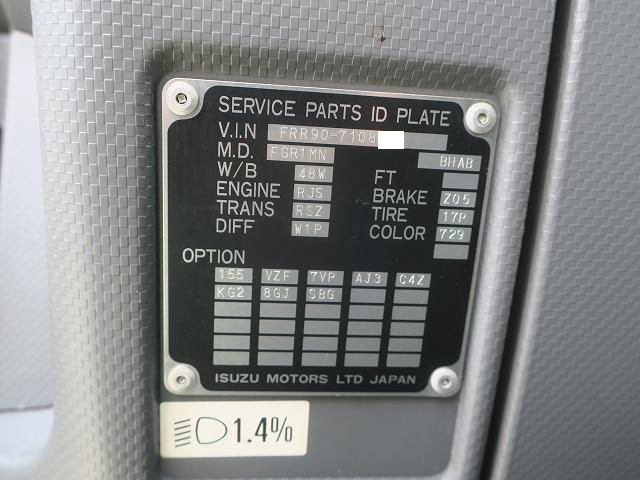 SERVICE PARTS ID PLATE
V.I.N FRR90-7108
M.D. FGR1MN BHAB
W/B 48W FT
ENGINE RJS BRAKE Z05
TRANS RSZ TIRE 17P
DIFF W1P COLOR 729
OPTION
155 VZF 7VP AJ3 C4Z
KG2 8GJ SBG
ISUZU MOTORS LTD JAPAN
1.4%